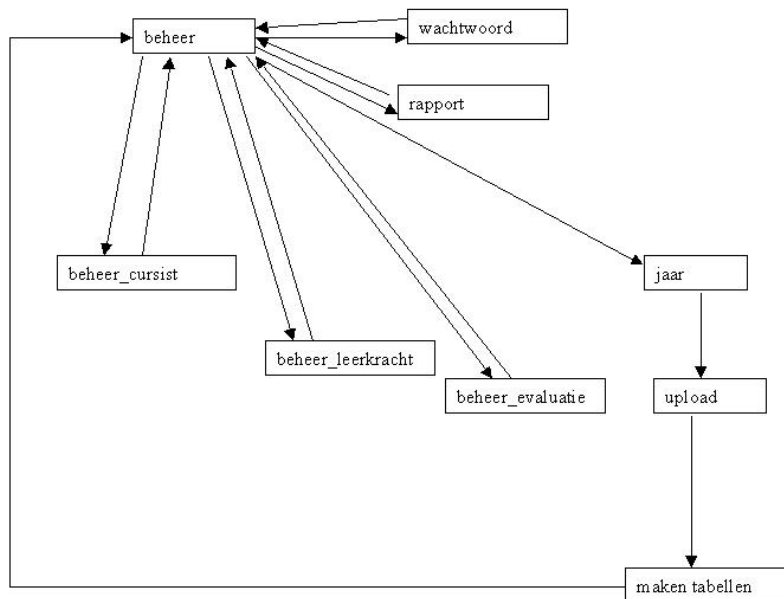 wachtwoord
beheer
rapport
beheer_cursist
jaar
beheer_leerkracht
beheer_evaluatie
upload
maken tabellen